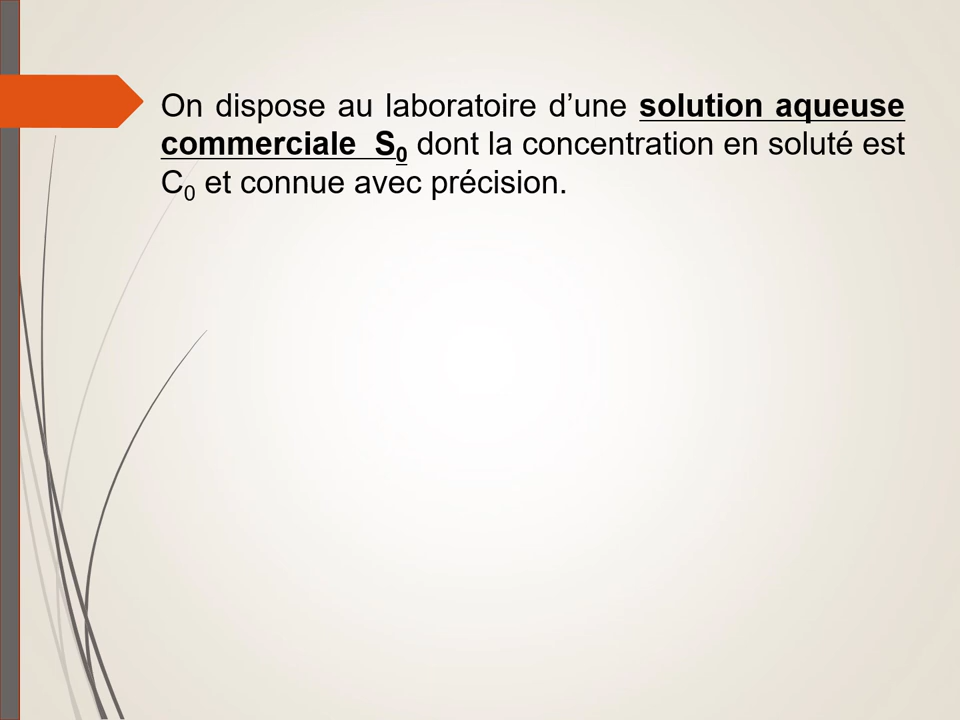 On dispose au laboratoire d’une solution aqueuse
commerciale S₀ dont la concentration en soluté est
C₀ et connue avec précision.